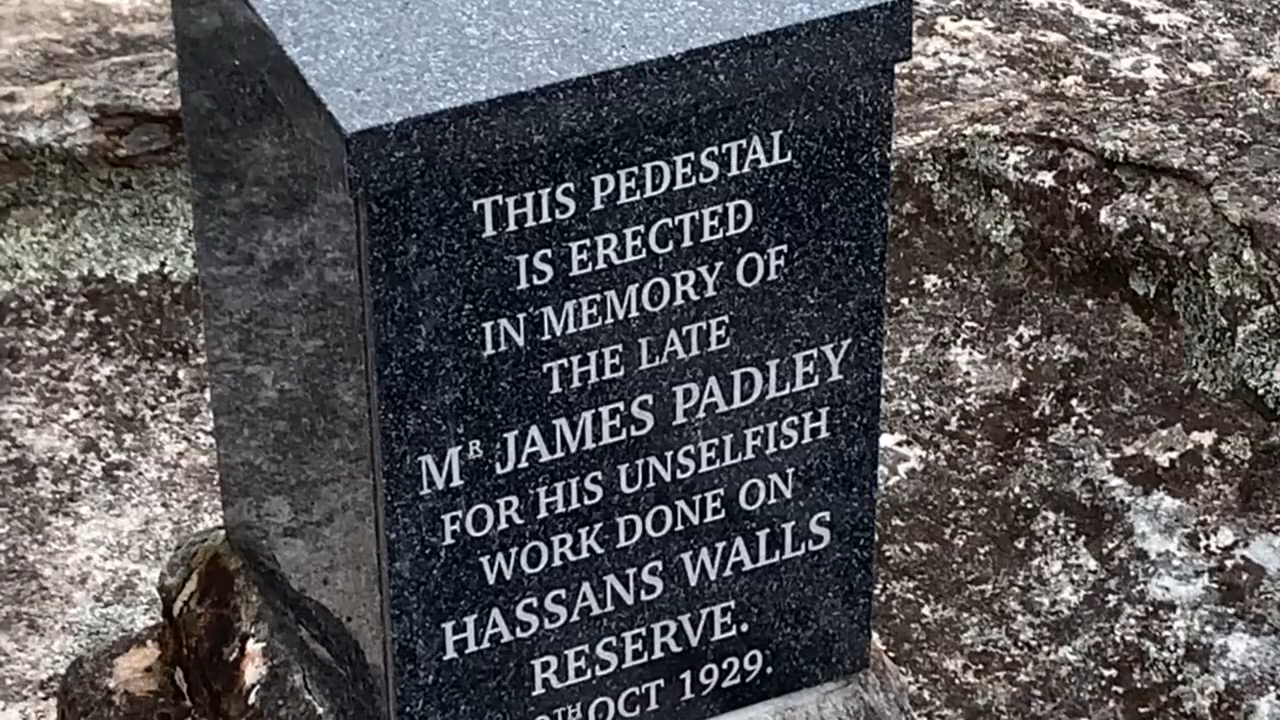 THIS PEDESTAL
IS ERECTED
IN MEMORY OF
THE LATE
MR JAMES PADLEY
FOR HIS UNSELFISH
WORK DONE ON
HASSANS WALLS
RESERVE.
OCT 1929.